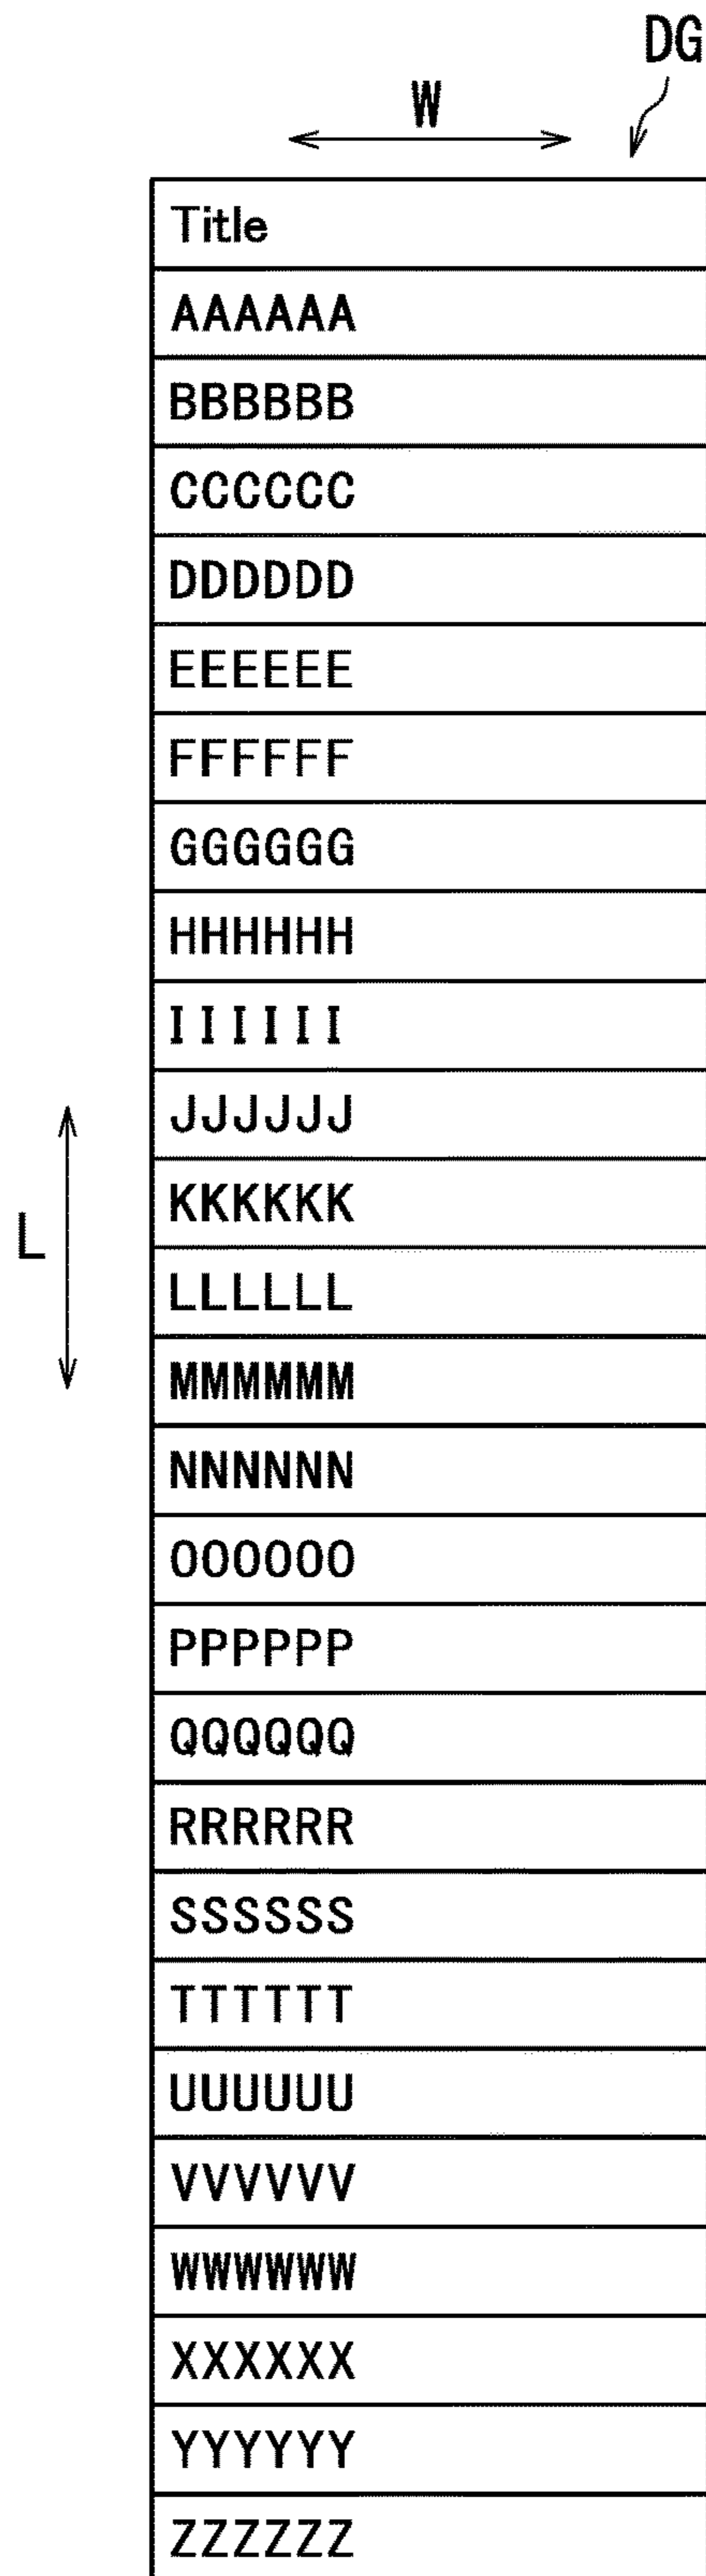 DG
W
Title
AAAAAA
BBBBBB
CCCCCC
DDDDDD
EEEEEE
FFFFFF
GGGGGG
HHHHHH
IIIIII
JJJJJJ
KKKKKK
L
LLLLLL
MMMMMM
NNNNNN
OOOOOO
PPPPPP
QQQQQQ
RRRRRR
SSSSSS
TTTTTT
UUUUUU
VVVVVV
WWWWWW
XXXXXX
YYYYYY
ZZZZZZ